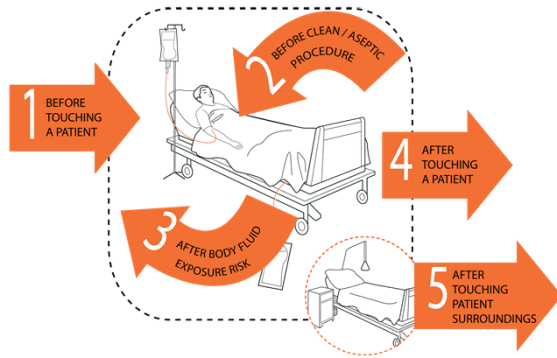 1 BEFORE
TOUCHING
A PATIENT
2 BEFORE CLEAN / ASEPTIC
PROCEDURE
3 AFTER BODY FLUID
EXPOSURE RISK
4 AFTER
TOUCHING
A PATIENT
5 AFTER
TOUCHING
PATIENT
SURROUNDINGS